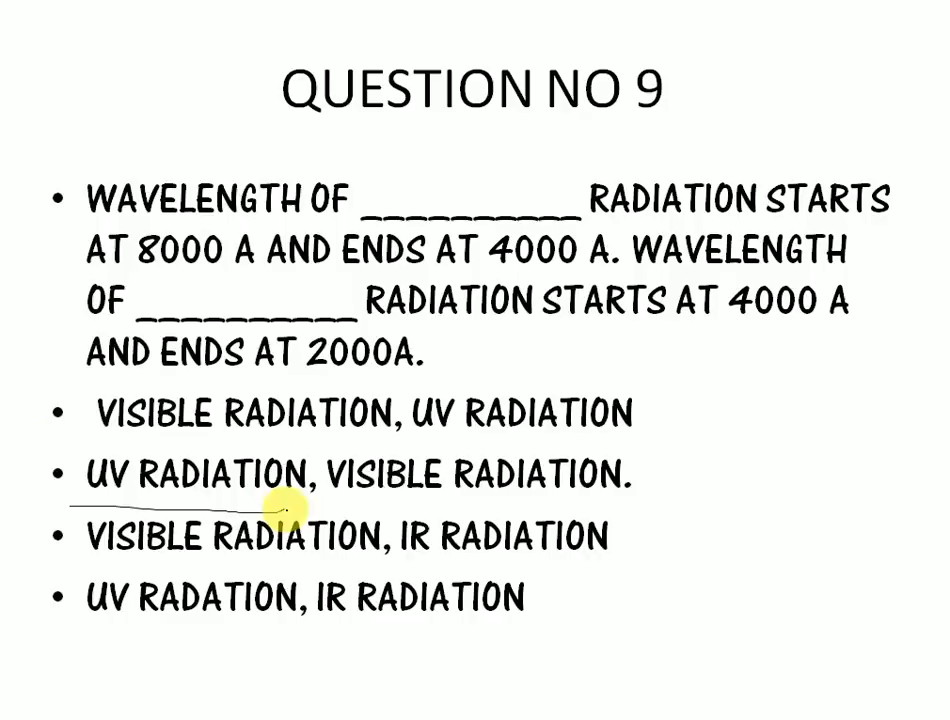 QUESTION NO 9
• WAVELENGTH OF __________ RADIATION STARTS
AT 8000 A AND ENDS AT 4000 A. WAVELENGTH
OF __________ RADIATION STARTS AT 4000 A
AND ENDS AT 2000A.
• VISIBLE RADIATION, UV RADIATION
• UV RADIATION, VISIBLE RADIATION.
• VISIBLE RADIATION, IR RADIATION
• UV RADATION, IR RADIATION